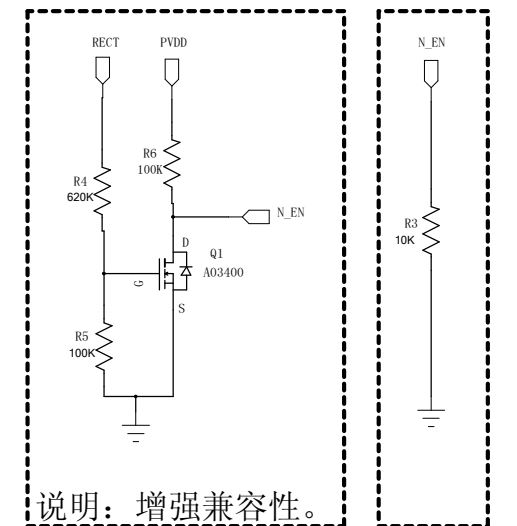 RECT PVDD N_EN
R6
100K
R4
620K
N_EN
R3
10K
D
Q1
AO3400
G
S
R5
100K
说明：增强兼容性。